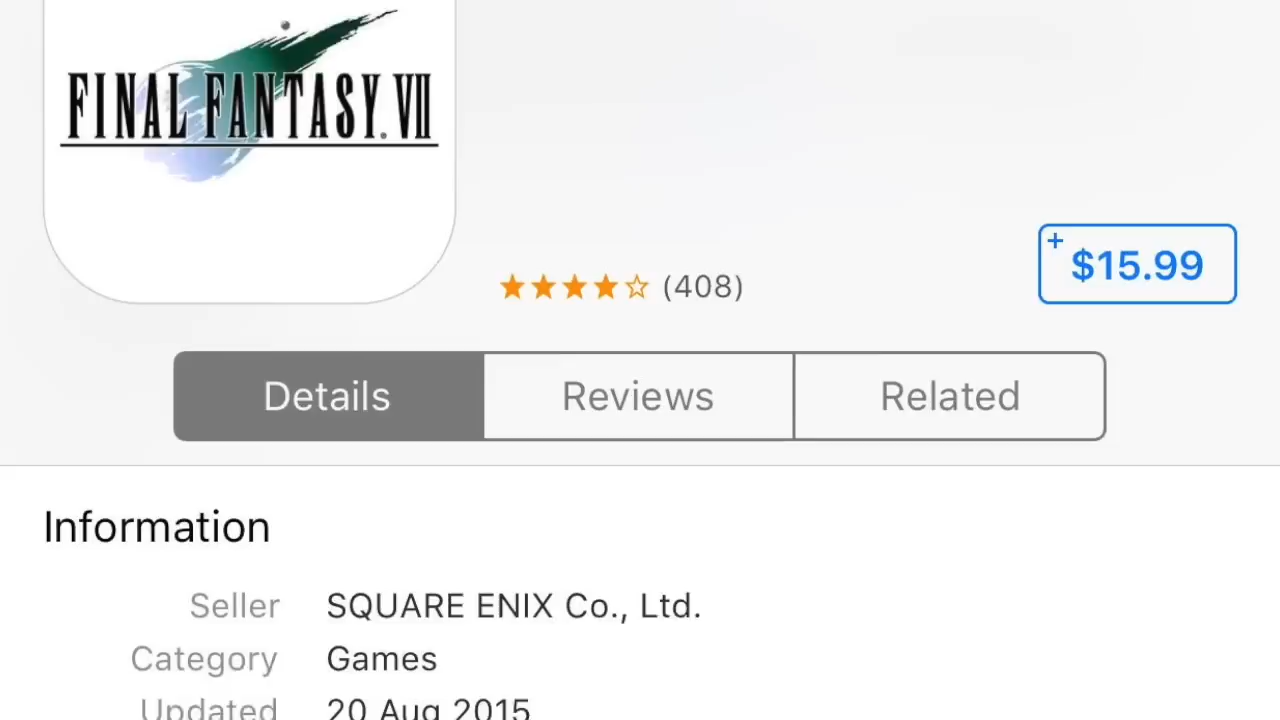 FINAL FANTASY. VII
(408)
+ $15.99
Details Reviews Related
Information
Seller SQUARE ENIX Co., Ltd.
Category Games
Updated 20 Aug 2015